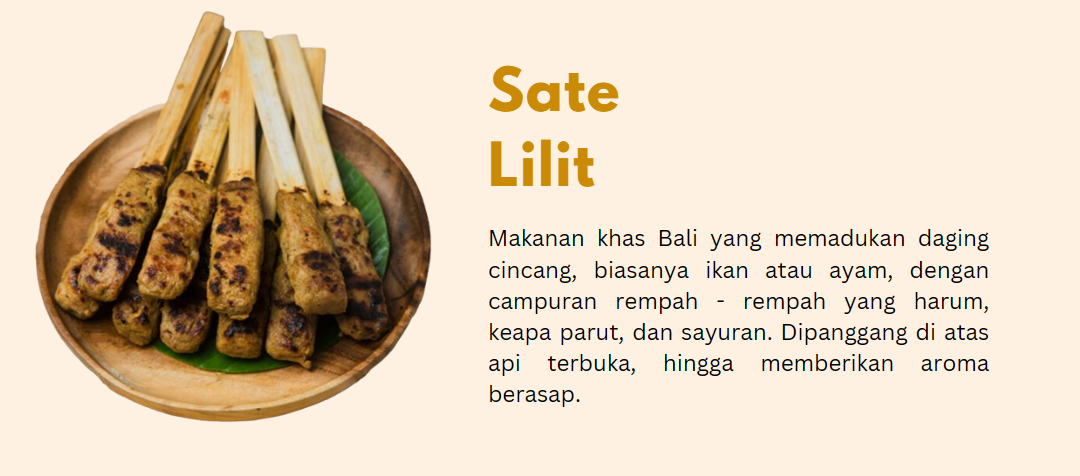 Sate
Lilit
Makanan khas Bali yang memadukan daging
cincang, biasanya ikan atau ayam, dengan
campuran rempah - rempah yang harum,
keapa parut, dan sayuran. Dipanggang di atas
api terbuka, hingga memberikan aroma
berasap.